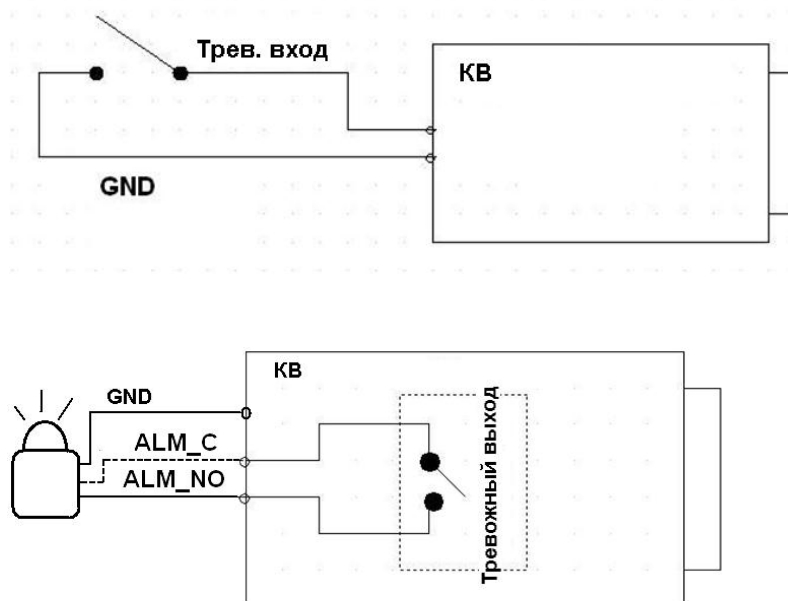 Трев. вход
КВ
GND
КВ
GND
ALM_C
ALM_NO
Тревожный выход